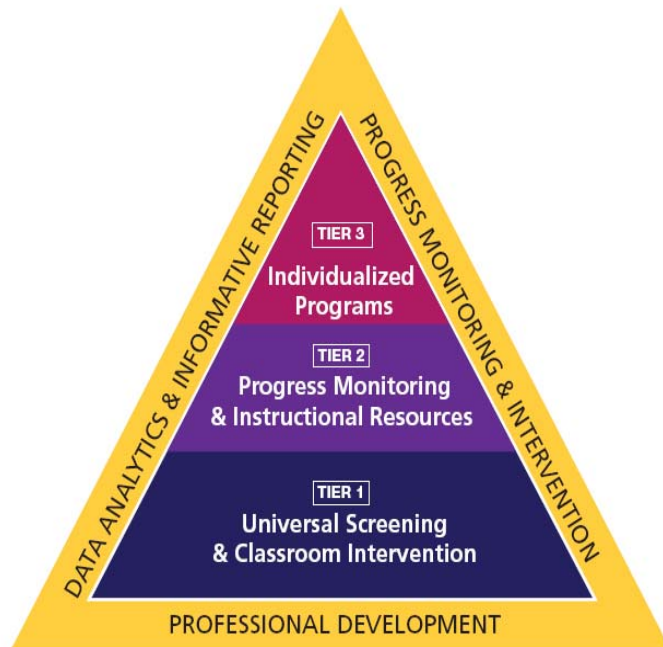 DATA ANALYTICS & INFORMATIVE REPORTING
PROGRESS MONITORING & INTERVENTION
TIER 3
Individualized
Programs
TIER 2
Progress Monitoring
& Instructional Resources
TIER 1
Universal Screening
& Classroom Intervention
PROFESSIONAL DEVELOPMENT